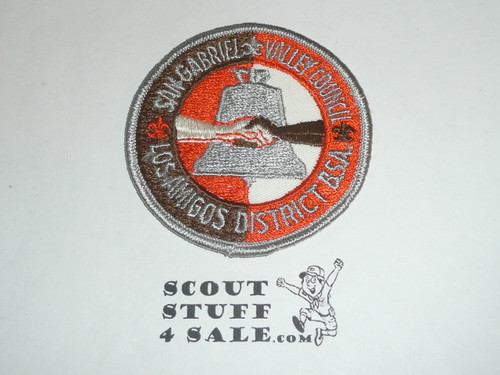 SAN GABRIEL VALLEY COUNCIL
LOS AMIGOS DISTRICT B.S.A.
SCOUT
STUFF
4 SALE.COM